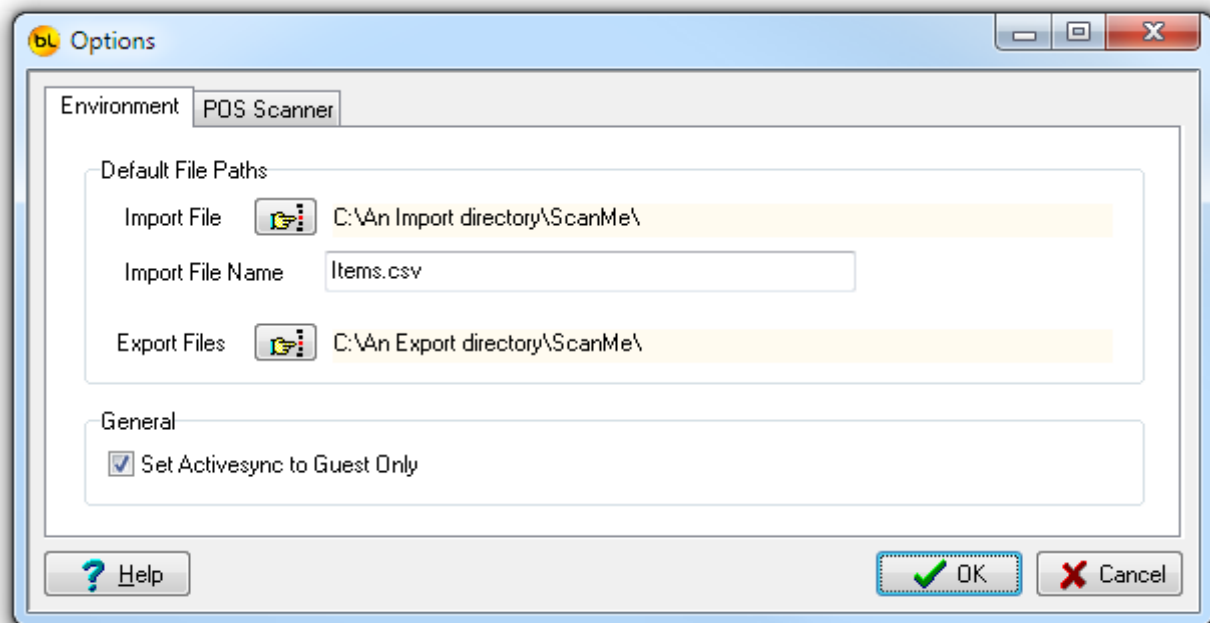 bL Options
Environment POS Scanner
Default File Paths
Import File C:\An Import directory\ScanMe\
Import File Name Items.csv
Export Files C:\An Export directory\ScanMe\
General
Set Activesync to Guest Only
? Help OK Cancel